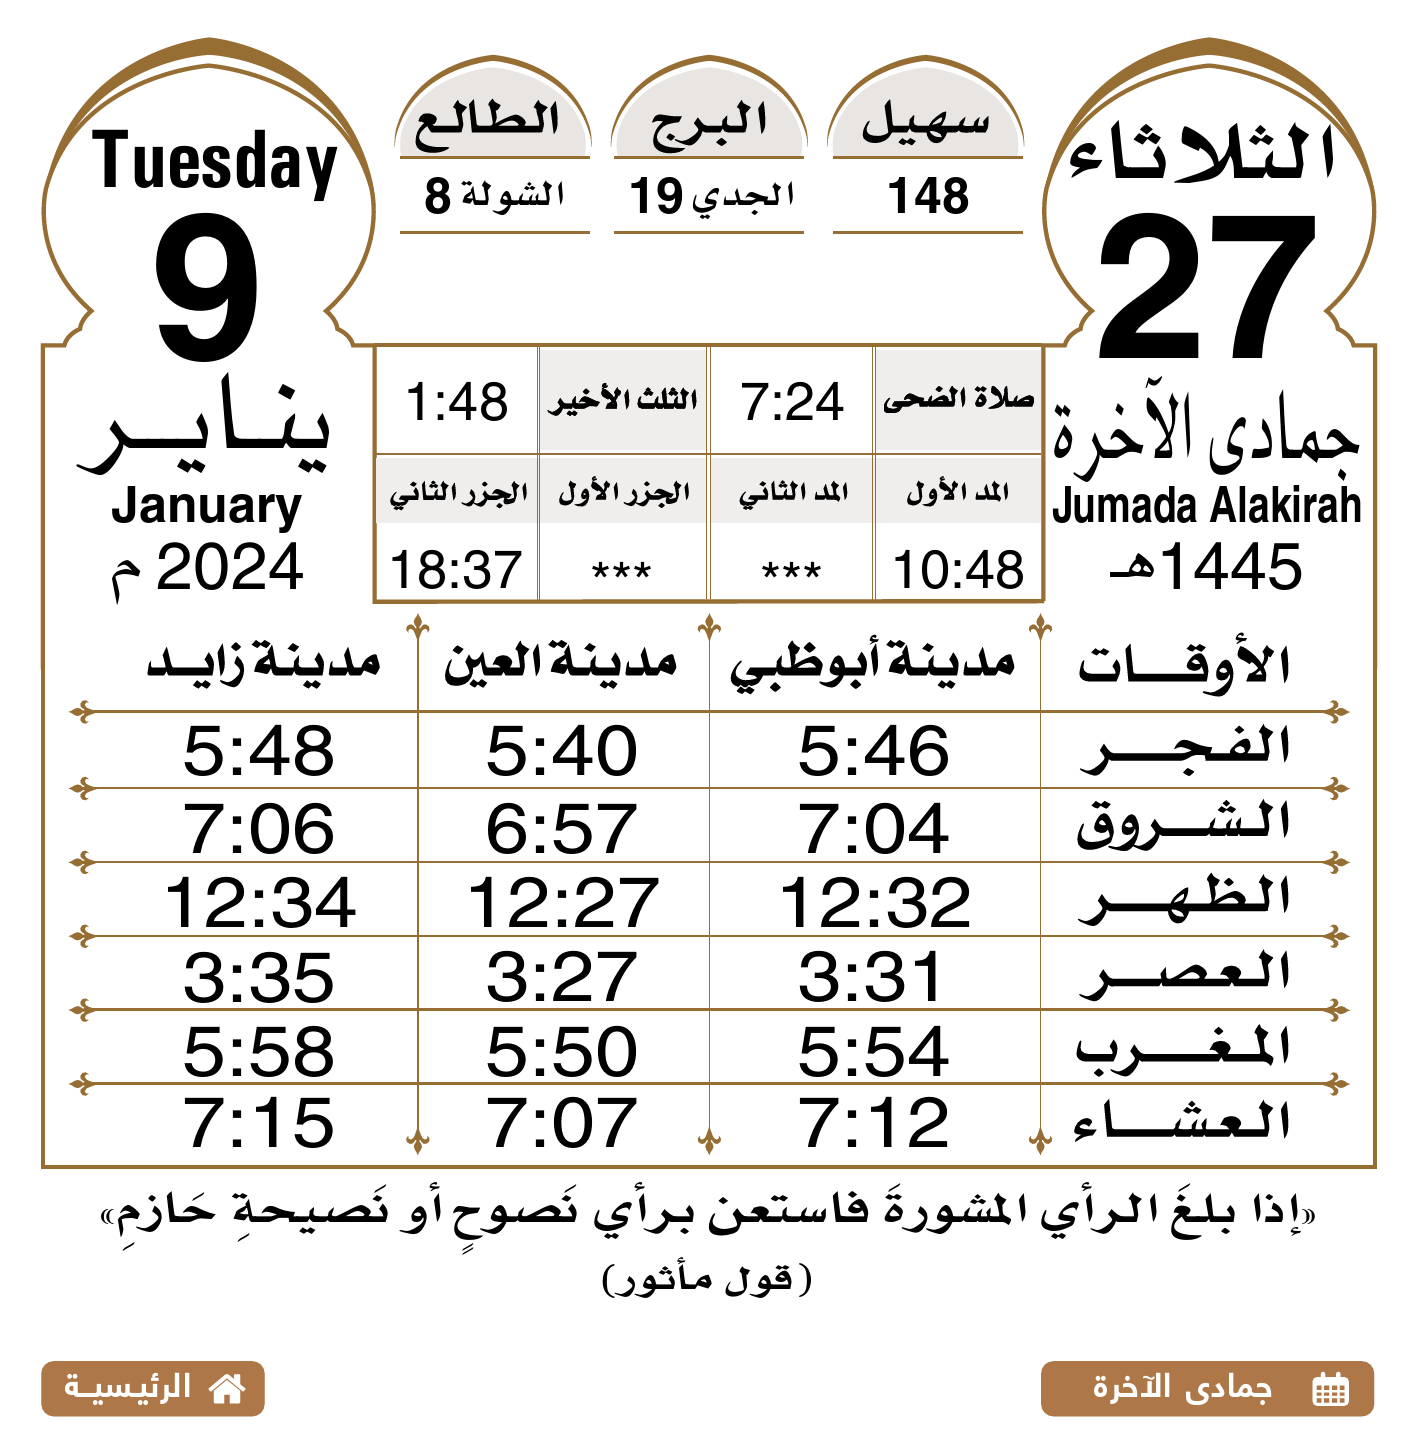 الثلاثاء
27
جمادى الآخرة
Jumada Alakirah
1445هـ
سهيل
148
البرج
الجدي 19
الطالع
الشولة 8
Tuesday
9
يناير
January
2024 م
صلاة الضحى 7:24 الثلث الأخير 1:48
المد الأول المد الثاني الجزر الأول الجزر الثاني
10:48 *** *** 18:37
الأوقات مدينة أبوظبي مدينة العين مدينة زايد
الفجر 5:46 5:40 5:48
الشروق 7:04 6:57 7:06
الظهر 12:32 12:27 12:34
العصر 3:31 3:27 3:35
المغرب 5:54 5:50 5:58
العشاء 7:12 7:07 7:15
«إذا بلغَ الرأي المشورةَ فاستعن برأي نَصوحٍ أو نَصيحةِ حَازمِ»
(قول مأثور)
جمادى الآخرة
الرئيسية